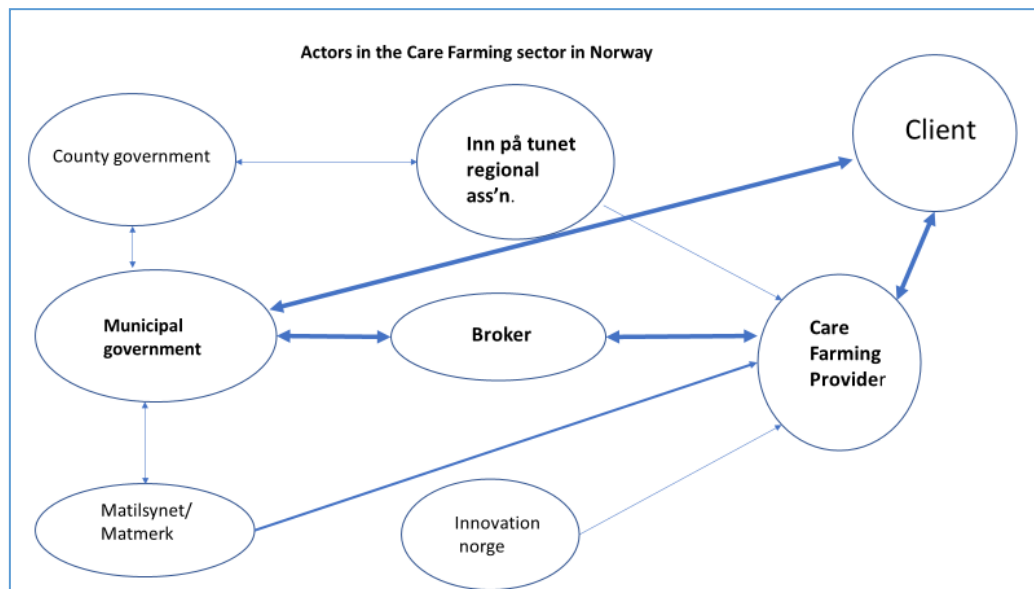 Actors in the Care Farming sector in Norway
County government
Inn på tunet
regional
ass'n.
Client
Municipal
government
Broker
Care
Farming
Provider
Matilsynet/
Matmerk
Innovation
norge